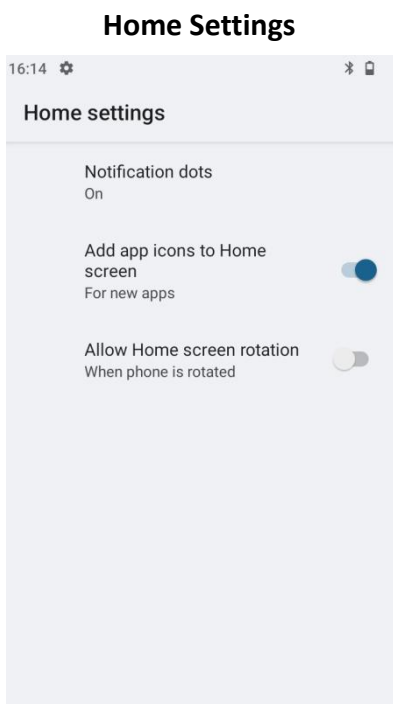 Home Settings
16:14
Home settings
Notification dots
On
Add app icons to Home
screen
For new apps
Allow Home screen rotation
When phone is rotated